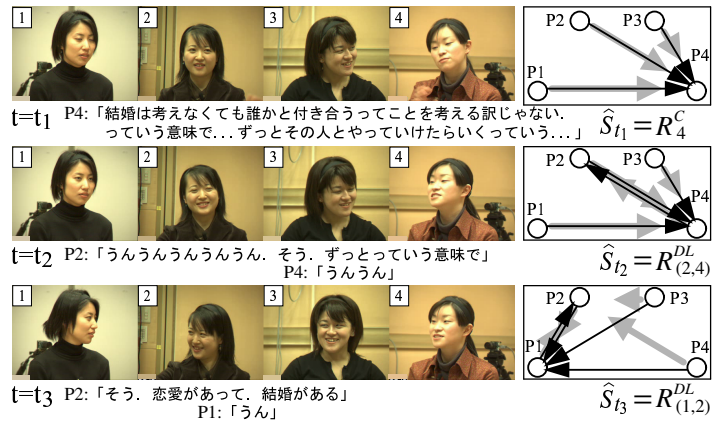 1 2 3 4
P2 P3
P4
P1
t=t1 P4:「結婚は考えなくても誰かと付き合うってことを考える訳じゃない．
っていう意味で...ずっとその人とやっていけたらいくっていう...」
Ŝt1=R4^C
1 2 3 4
P2 P3
P4
P1
t=t2 P2:「うんうんうんうんうん．そう．ずっとっていう意味で」
P4:「うんうん」
Ŝt2=R(2,4)^DL
1 2 3 4
P2 P3
P1 P4
t=t3 P2:「そう．恋愛があって．結婚がある」
P1:「うん」
Ŝt3=R(1,2)^DL